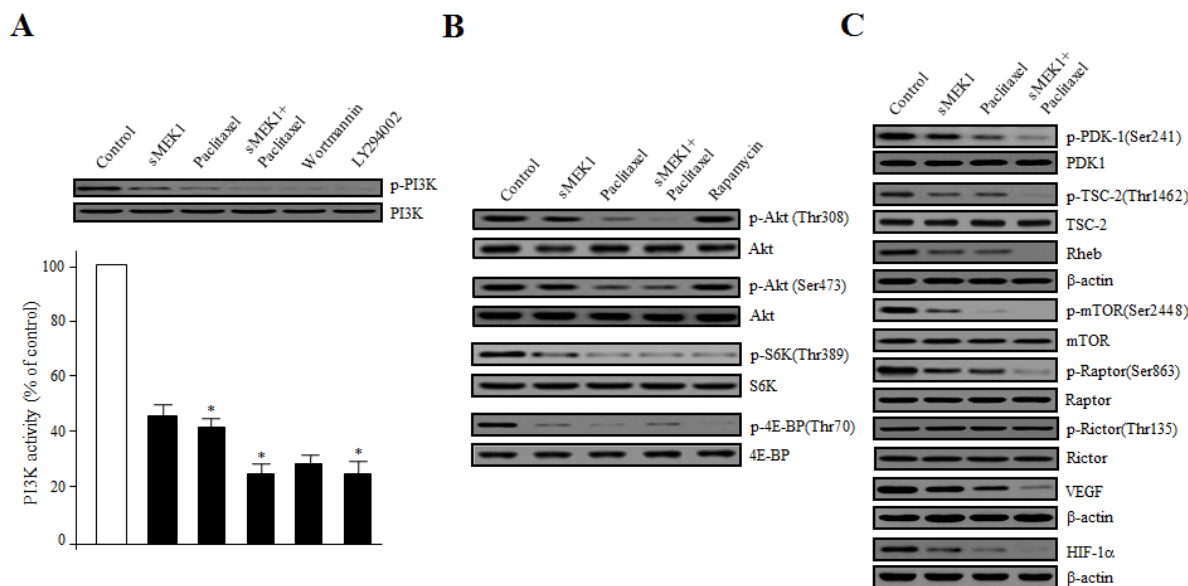 A
Control
sMEK1
Paclitaxel
sMEK1+
Paclitaxel
Wortmannin
LY294002
p-PI3K
PI3K
PI3K activity (% of control)
100
80
60
40
20
0
*
*
*
B
Control
sMEK1
Paclitaxel
sMEK1+
Paclitaxel
Rapamycin
p-Akt (Thr308)
Akt
p-Akt (Ser473)
Akt
p-S6K(Thr389)
S6K
p-4E-BP(Thr70)
4E-BP
C
Control
sMEK1
Paclitaxel
sMEK1+
Paclitaxel
p-PDK-1(Ser241)
PDK1
p-TSC-2(Thr1462)
TSC-2
Rheb
β-actin
p-mTOR(Ser2448)
mTOR
p-Raptor(Ser863)
Raptor
p-Rictor(Thr135)
Rictor
VEGF
β-actin
HIF-1α
β-actin